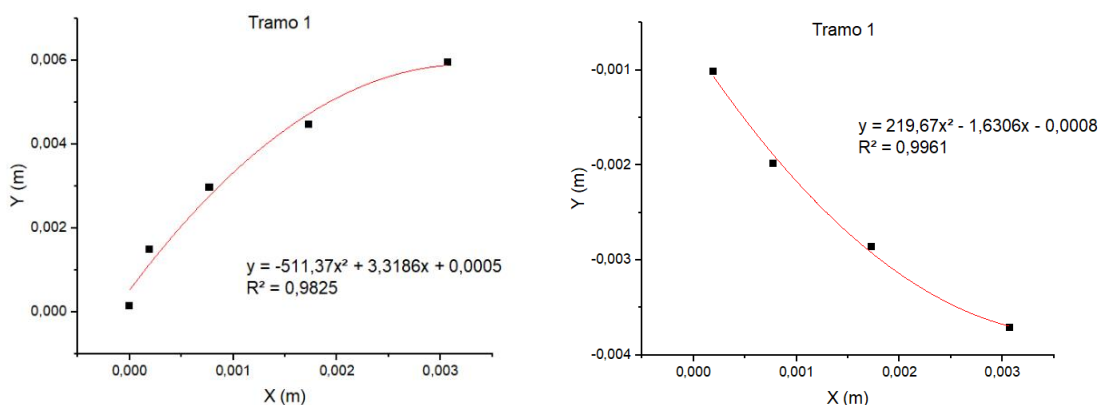 Tramo 1
0,006
0,004
0,002
0,000
Y (m)
y = -511,37x² + 3,3186x + 0,0005
R² = 0,9825
0,000 0,001 0,002 0,003
X (m)
Tramo 1
-0,001
-0,002
-0,003
-0,004
Y (m)
y = 219,67x² - 1,6306x - 0,0008
R² = 0,9961
0,000 0,001 0,002 0,003
X (m)